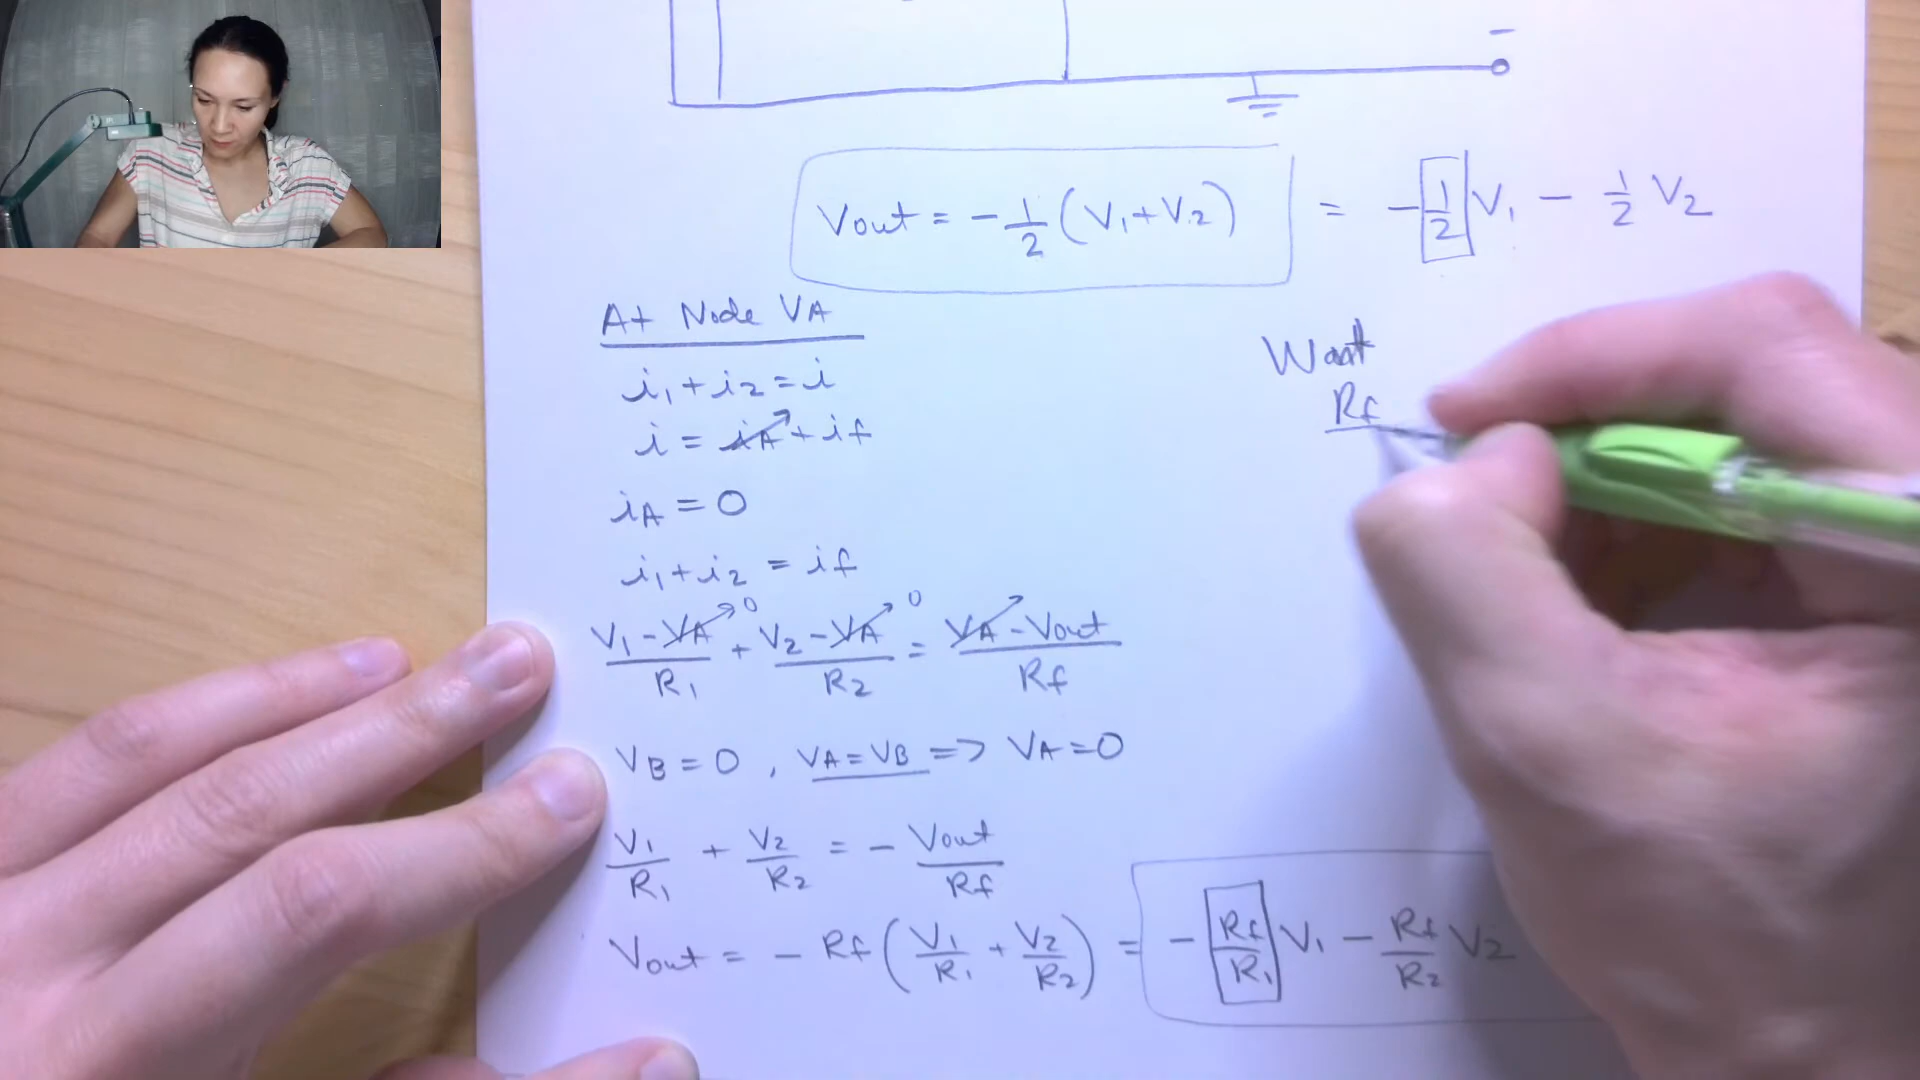 Vout = -1/2 (V1+V2) = -1/2 V1 - 1/2 V2
At Node VA
i1+i2 = i
i = iA + if
iA = 0
i1+i2 = if
(V1-VA)/R1 + (V2-VA)/R2 = (VA-Vout)/Rf
0 0
VB = 0 , VA = VB => VA = 0
V1/R1 + V2/R2 = - Vout/Rf
Vout = - Rf (V1/R1 + V2/R2) = - Rf/R1 V1 - Rf/R2 V2
Want
Rf